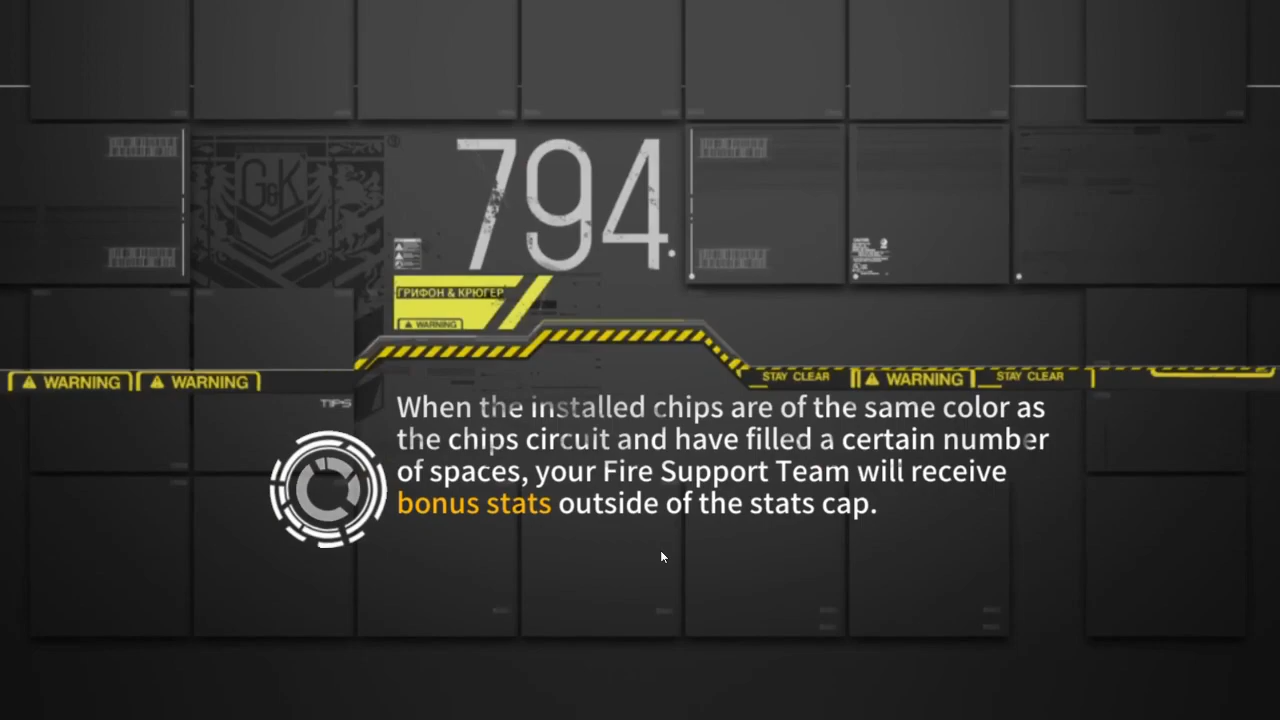 G&K
794.
ГРИФОН & КРЮГЕР
WARNING
WARNING
WARNING
STAY CLEAR
WARNING
STAY CLEAR
TIPS
When the installed chips are of the same color as
the chips circuit and have filled a certain number
of spaces, your Fire Support Team will receive
bonus stats outside of the stats cap.